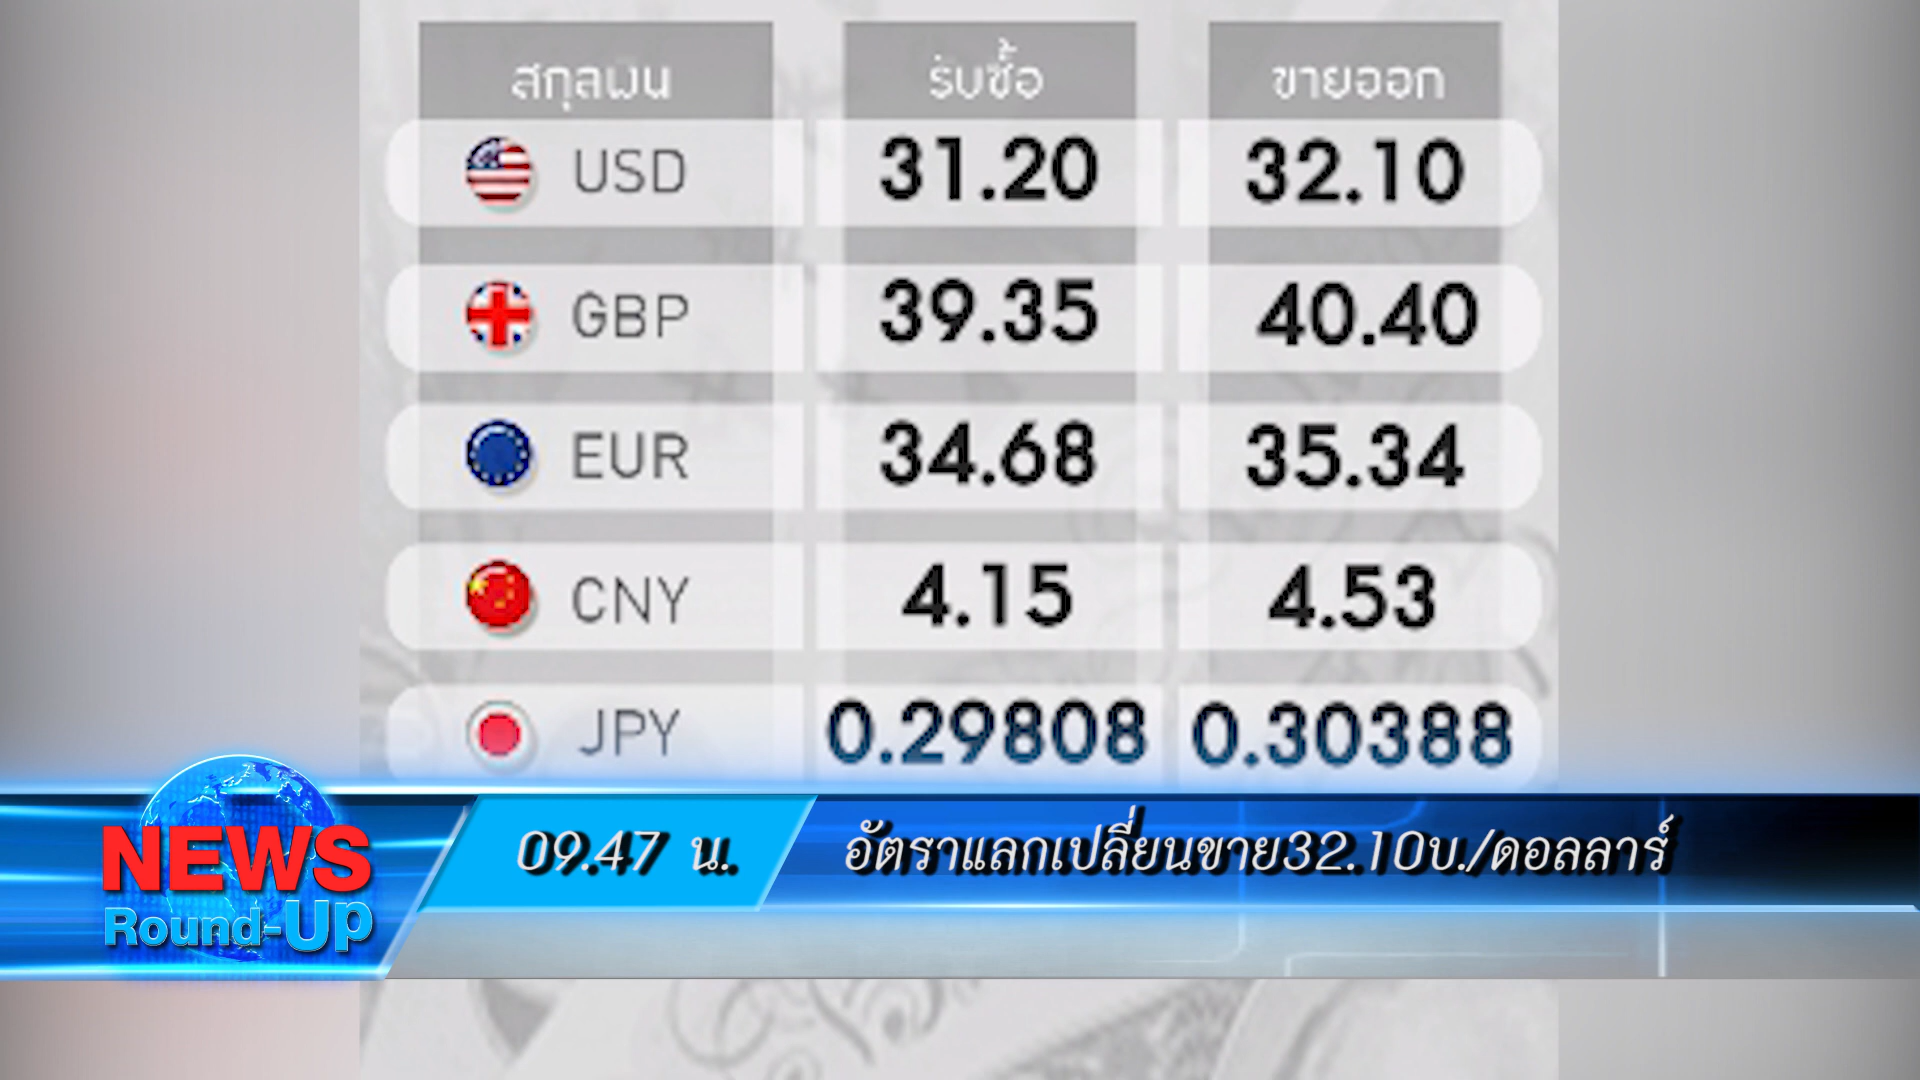 สกุลเงิน รับซื้อ ขายออก
USD 31.20 32.10
GBP 39.35 40.40
EUR 34.68 35.34
CNY 4.15 4.53
JPY 0.29808 0.30388
NEWS
Round-Up
09.47 น. อัตราแลกเปลี่ยนขาย32.10บ./ดอลลาร์